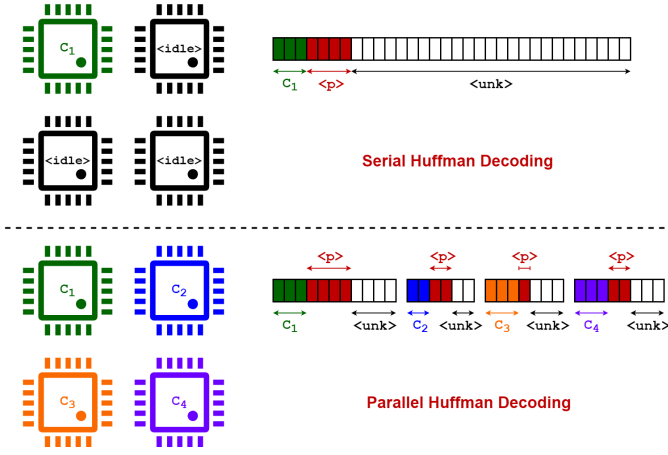 C1 <idle>
C1 <p> <unk>
<idle> <idle>
Serial Huffman Decoding
<p> <p> <p> <p>
C1 C2
C1 <unk> C2 <unk> C3 <unk> C4 <unk>
C3 C4
Parallel Huffman Decoding